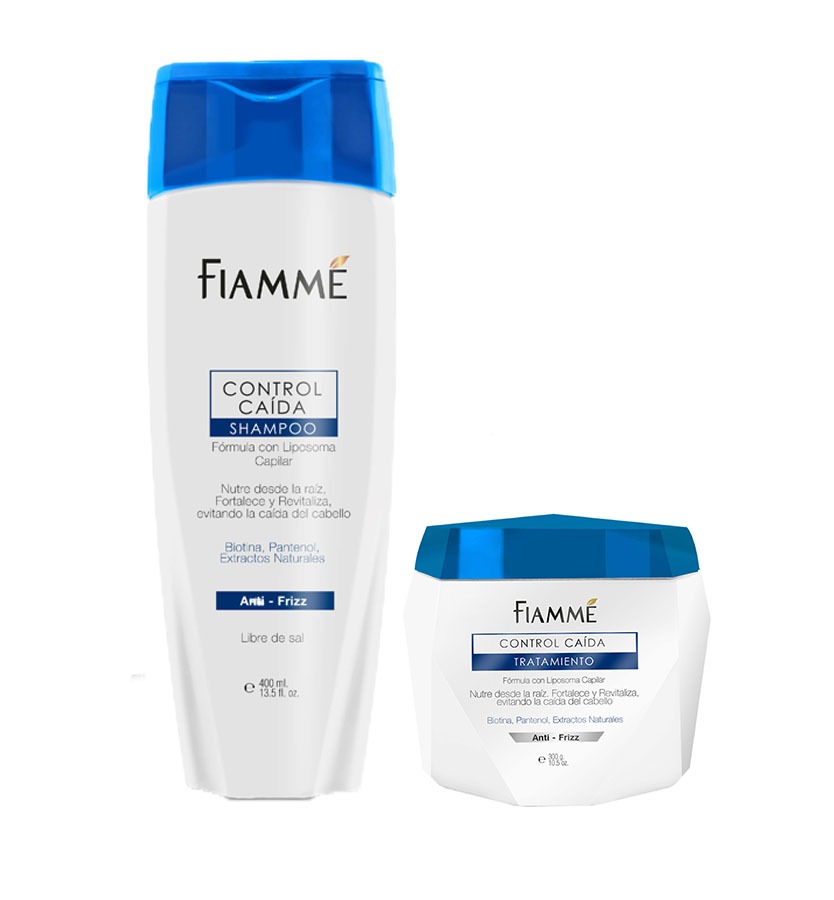 FIAMMÉ
CONTROL
CAÍDA
SHAMPOO
Fórmula con Liposoma
Capilar
Nutre desde la raíz,
Fortalece y Revitaliza,
evitando la caída del cabello
Biotina, Pantenol,
Extractos Naturales
Anti - Frizz
Libre de sal
e 400 ml.
13.5 fl. oz.
FIAMMÉ
CONTROL CAÍDA
TRATAMIENTO
Fórmula con Liposoma Capilar
Nutre desde la raíz. Fortalece y Revitaliza,
evitando la caída del cabello
Biotina, Pantenol, Extractos Naturales
Anti - Frizz
e 300 g.
10.5 oz.